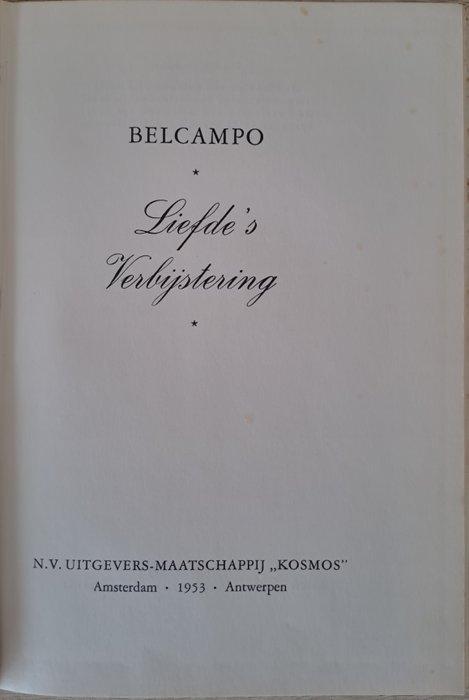 BELCAMPO
★
Liefde's
Verbijstering
★
N.V. UITGEVERS-MAATSCHAPPIJ „KOSMOS”
Amsterdam · 1953 · Antwerpen